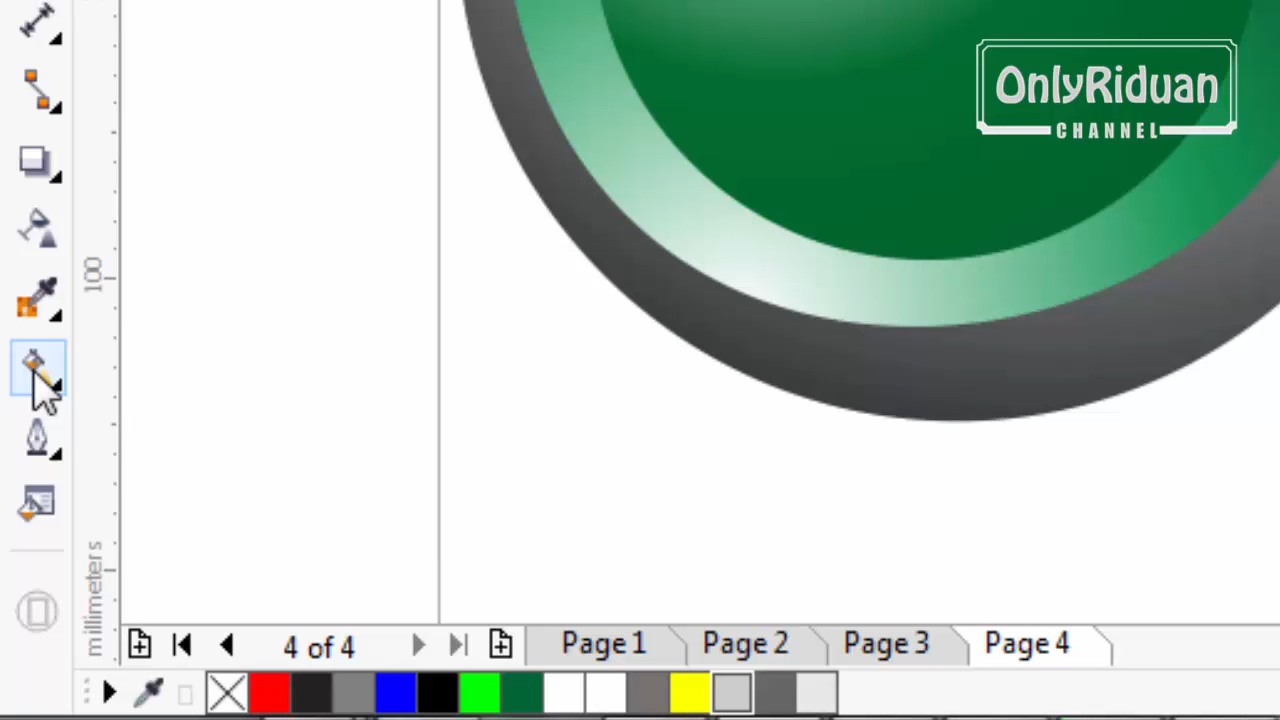 OnlyRiduan
CHANNEL
100
millimeters
4 of 4
Page 1
Page 2
Page 3
Page 4